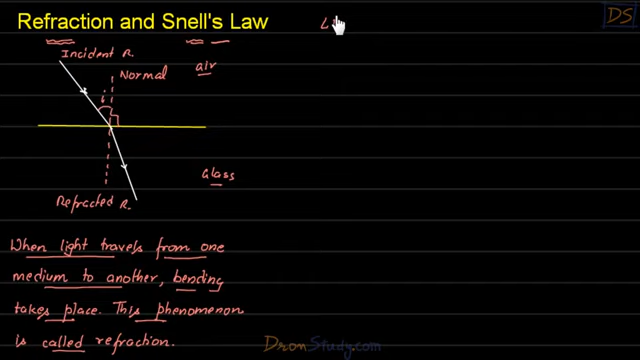 Refraction and Snell's Law
DS
Incident R.
Normal
air
i
Glass
Refracted R.
When light travels from one
medium to another, bending
takes place. This phenomenon
is called refraction.
DronStudy.com